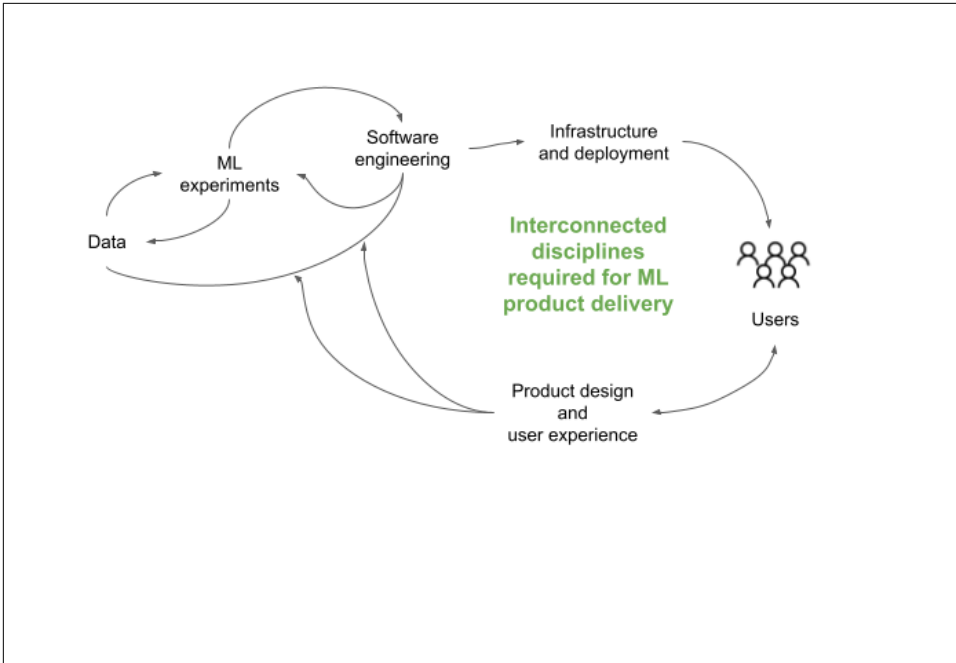 Software
engineering
Infrastructure
and deployment
ML
experiments
Data
Interconnected
disciplines
required for ML
product delivery
Users
Product design
and
user experience